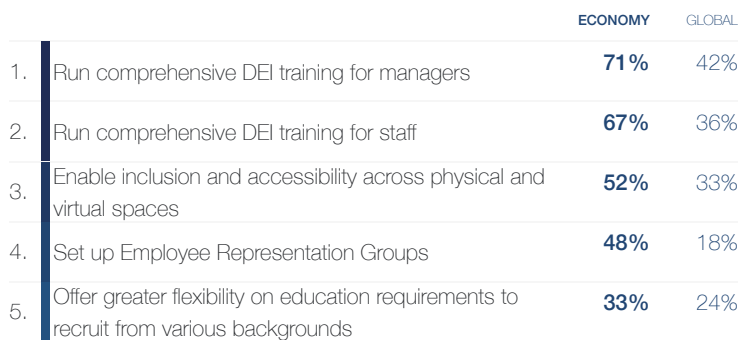 ECONOMY GLOBAL
1. Run comprehensive DEI training for managers 71% 42%
2. Run comprehensive DEI training for staff 67% 36%
3. Enable inclusion and accessibility across physical and virtual spaces 52% 33%
4. Set up Employee Representation Groups 48% 18%
5. Offer greater flexibility on education requirements to recruit from various backgrounds 33% 24%